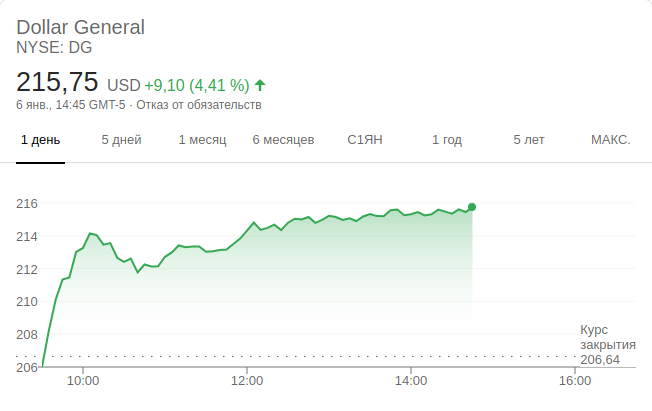 Dollar General
NYSE: DG
215,75 USD +9,10 (4,41 %)
6 янв., 14:45 GMT-5 · Отказ от обязательств
1 день 5 дней 1 месяц 6 месяцев С1ЯН 1 год 5 лет МАКС.
216
214
212
210
208
206
Курс
закрытия
206,64
10:00 12:00 14:00 16:00